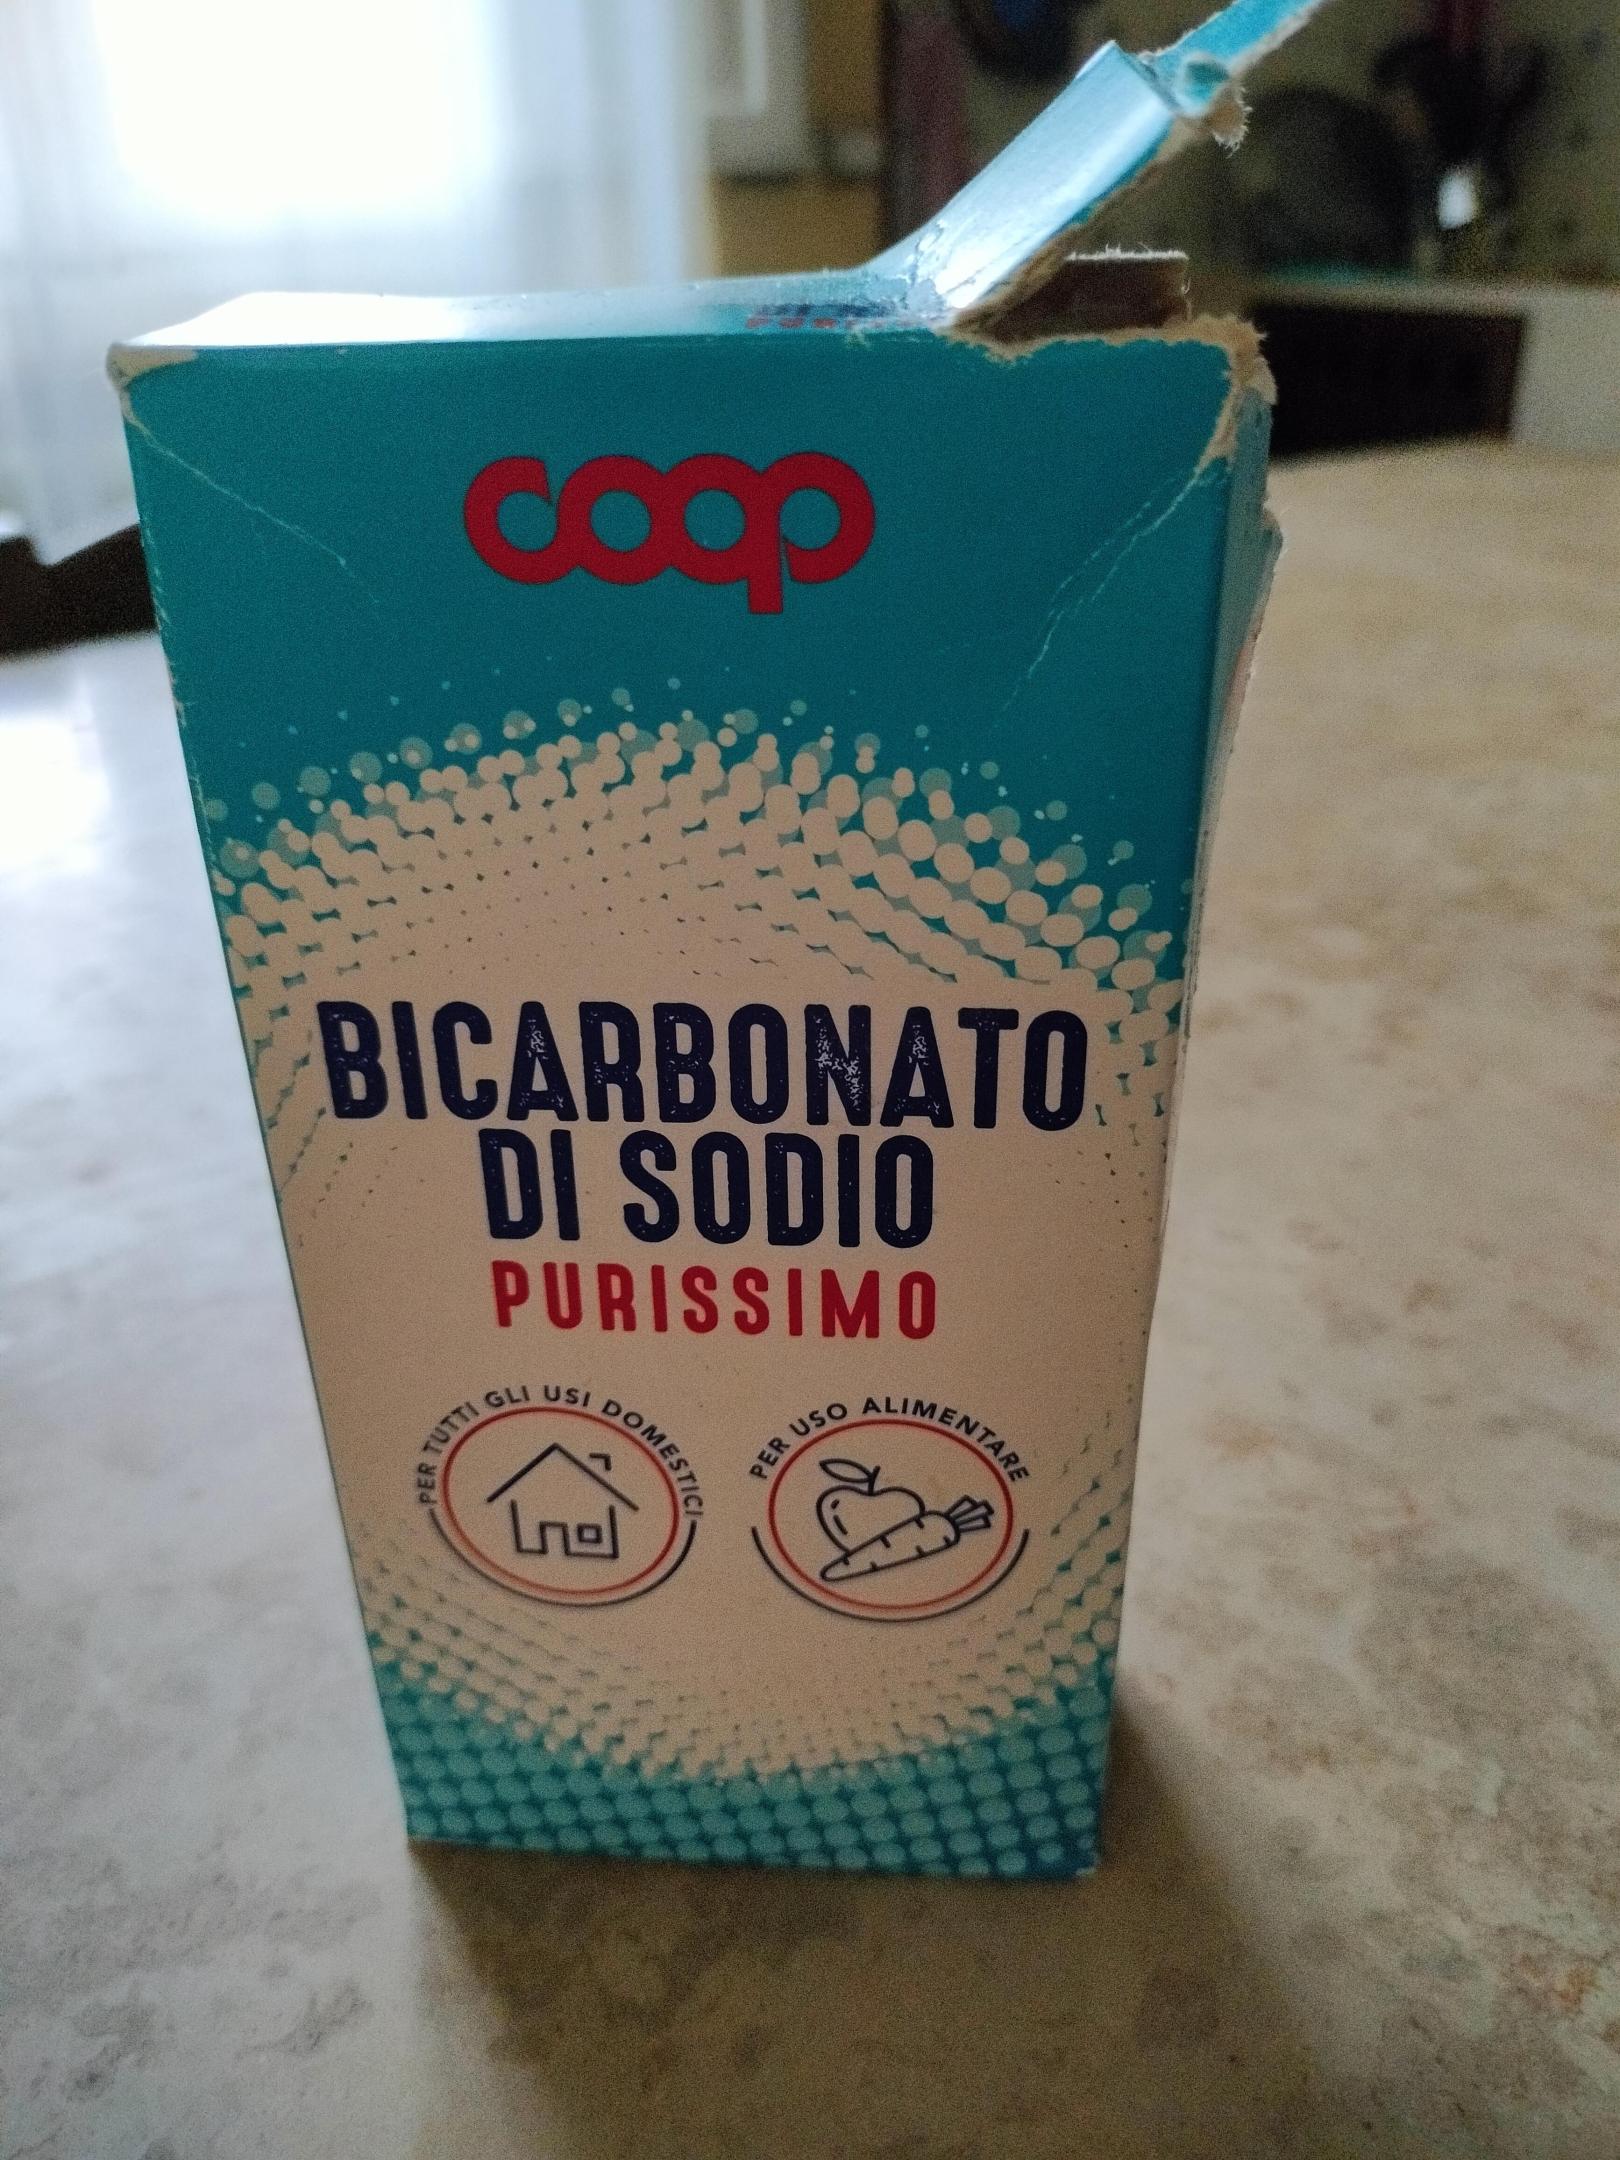 coop
BICARBONATO
DI SODIO
PURISSIMO
PER TUTTI GLI USI DOMESTICI
PER USO ALIMENTARE